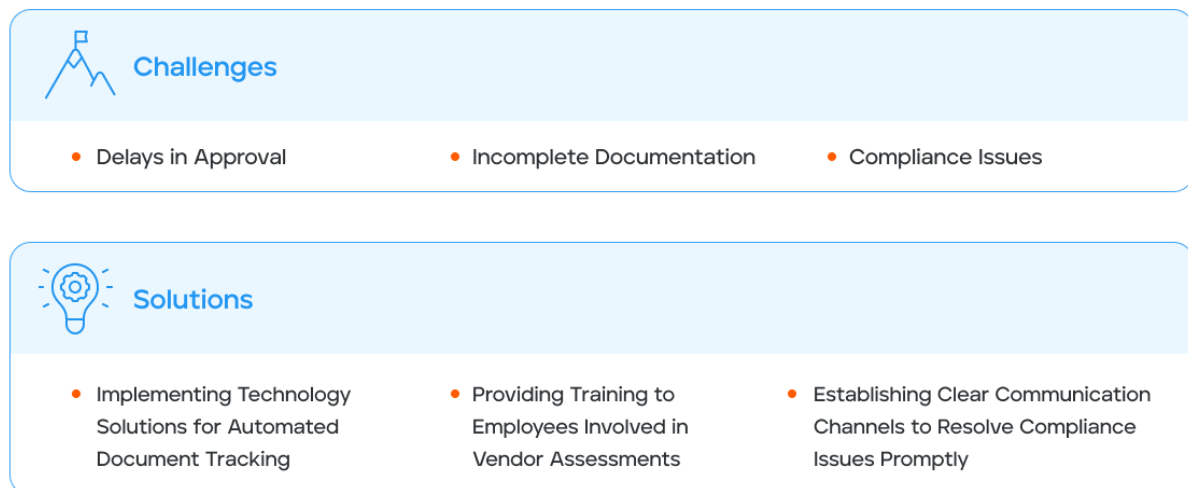 Challenges
Delays in Approval
Incomplete Documentation
Compliance Issues
Solutions
Implementing Technology
Solutions for Automated
Document Tracking
Providing Training to
Employees Involved in
Vendor Assessments
Establishing Clear Communication
Channels to Resolve Compliance
Issues Promptly